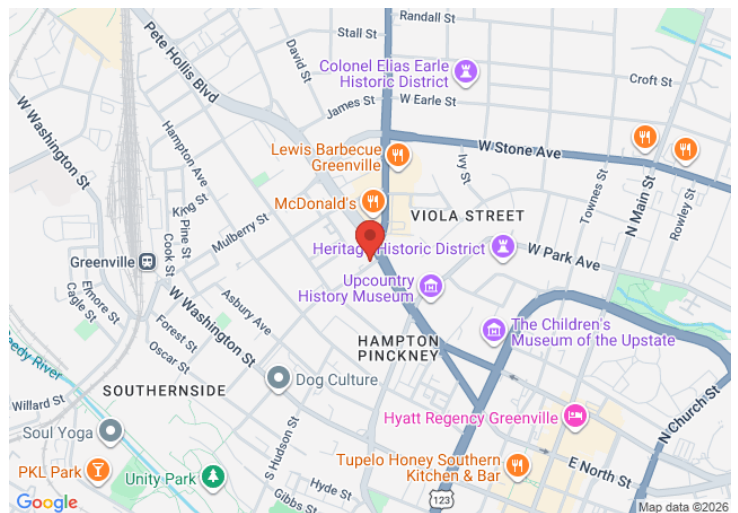 Randall St
Stall St
Pete Hollis Blvd
David St
Colonel Elias Earle
Historic District
Croft St
James St
W Earle St
W Washington St
Hampton Ave
Lewis Barbecue
Greenville
W Stone Ave
Ivy St
Townes St
N Main St
Rowley St
McDonald's
King St
Pine St
Mulberry St
VIOLA STREET
Heritage Historic District
W Park Ave
Greenville
Cook St
Upcountry
History Museum
Elmore St
Cagle St
W Washington St
Asbury Ave
Forest St
Oscar St
The Children's
Museum of the Upstate
HAMPTON
PINCKNEY
eedy River
SOUTHERNSIDE
Dog Culture
Willard St
Hyatt Regency Greenville
N Church St
Soul Yoga
S Hudson St
PKL Park
Unity Park
Tupelo Honey Southern
Kitchen & Bar
E North St
Hyde St
Gibbs St
123
Google
Map data ©2026